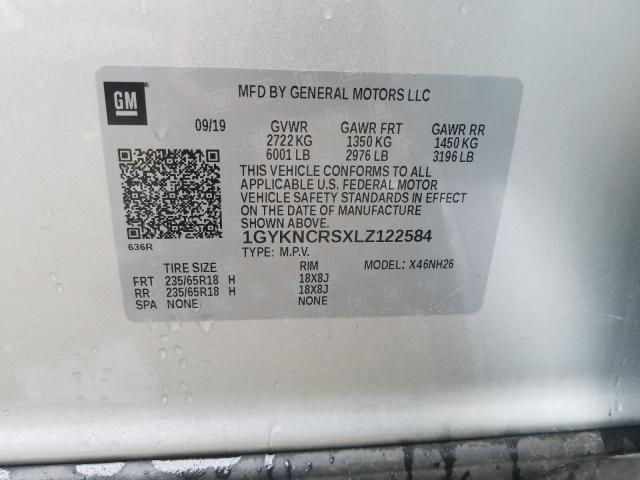 GM
MFD BY GENERAL MOTORS LLC
09/19 GVWR GAWR FRT GAWR RR
2722 KG 1350 KG 1450 KG
6001 LB 2976 LB 3196 LB
THIS VEHICLE CONFORMS TO ALL
APPLICABLE U.S. FEDERAL MOTOR
VEHICLE SAFETY STANDARDS IN EFFECT
ON THE DATE OF MANUFACTURE
SHOWN ABOVE.
636R
1GYKNCRSXLZ122584
TYPE: M.P.V. MODEL: X46NH26
TIRE SIZE RIM
FRT 235/65R18 H 18X8J
RR 235/65R18 H 18X8J
SPA NONE NONE